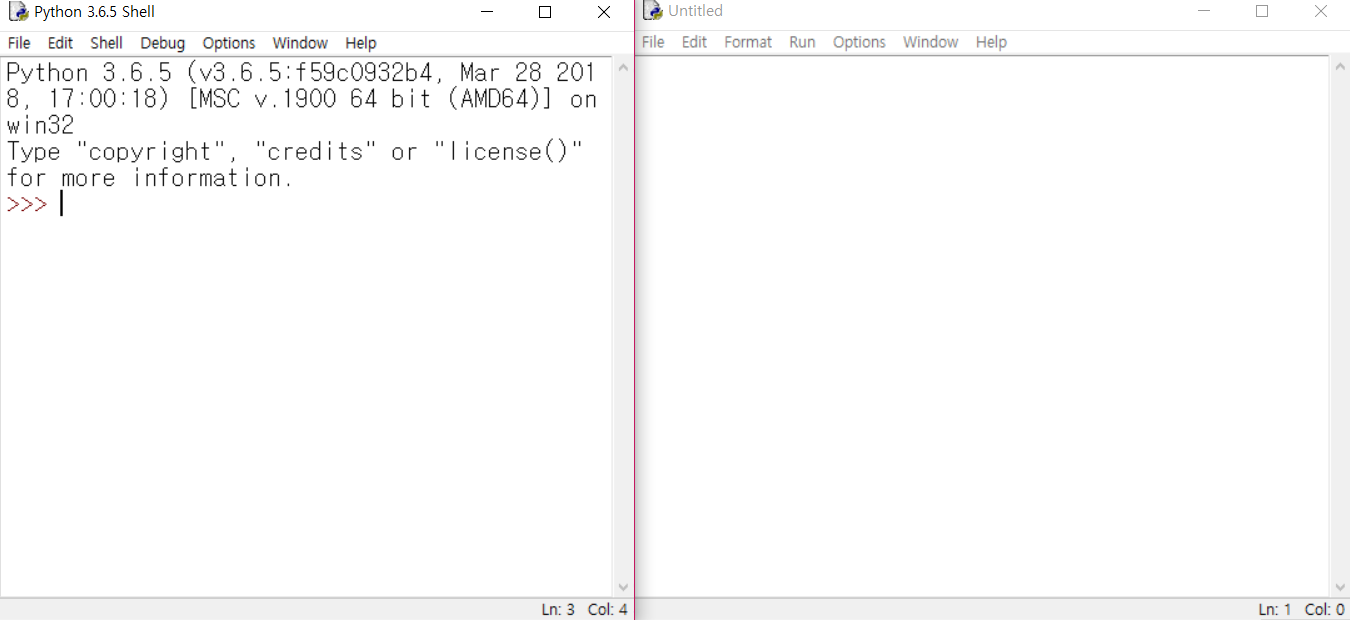 Python 3.6.5 Shell
File Edit Shell Debug Options Window Help
Python 3.6.5 (v3.6.5:f59c0932b4, Mar 28 201
8, 17:00:18) [MSC v.1900 64 bit (AMD64)] on
win32
Type "copyright", "credits" or "license()"
for more information.
>>>
Ln: 3 Col: 4
Untitled
File Edit Format Run Options Window Help
Ln: 1 Col: 0